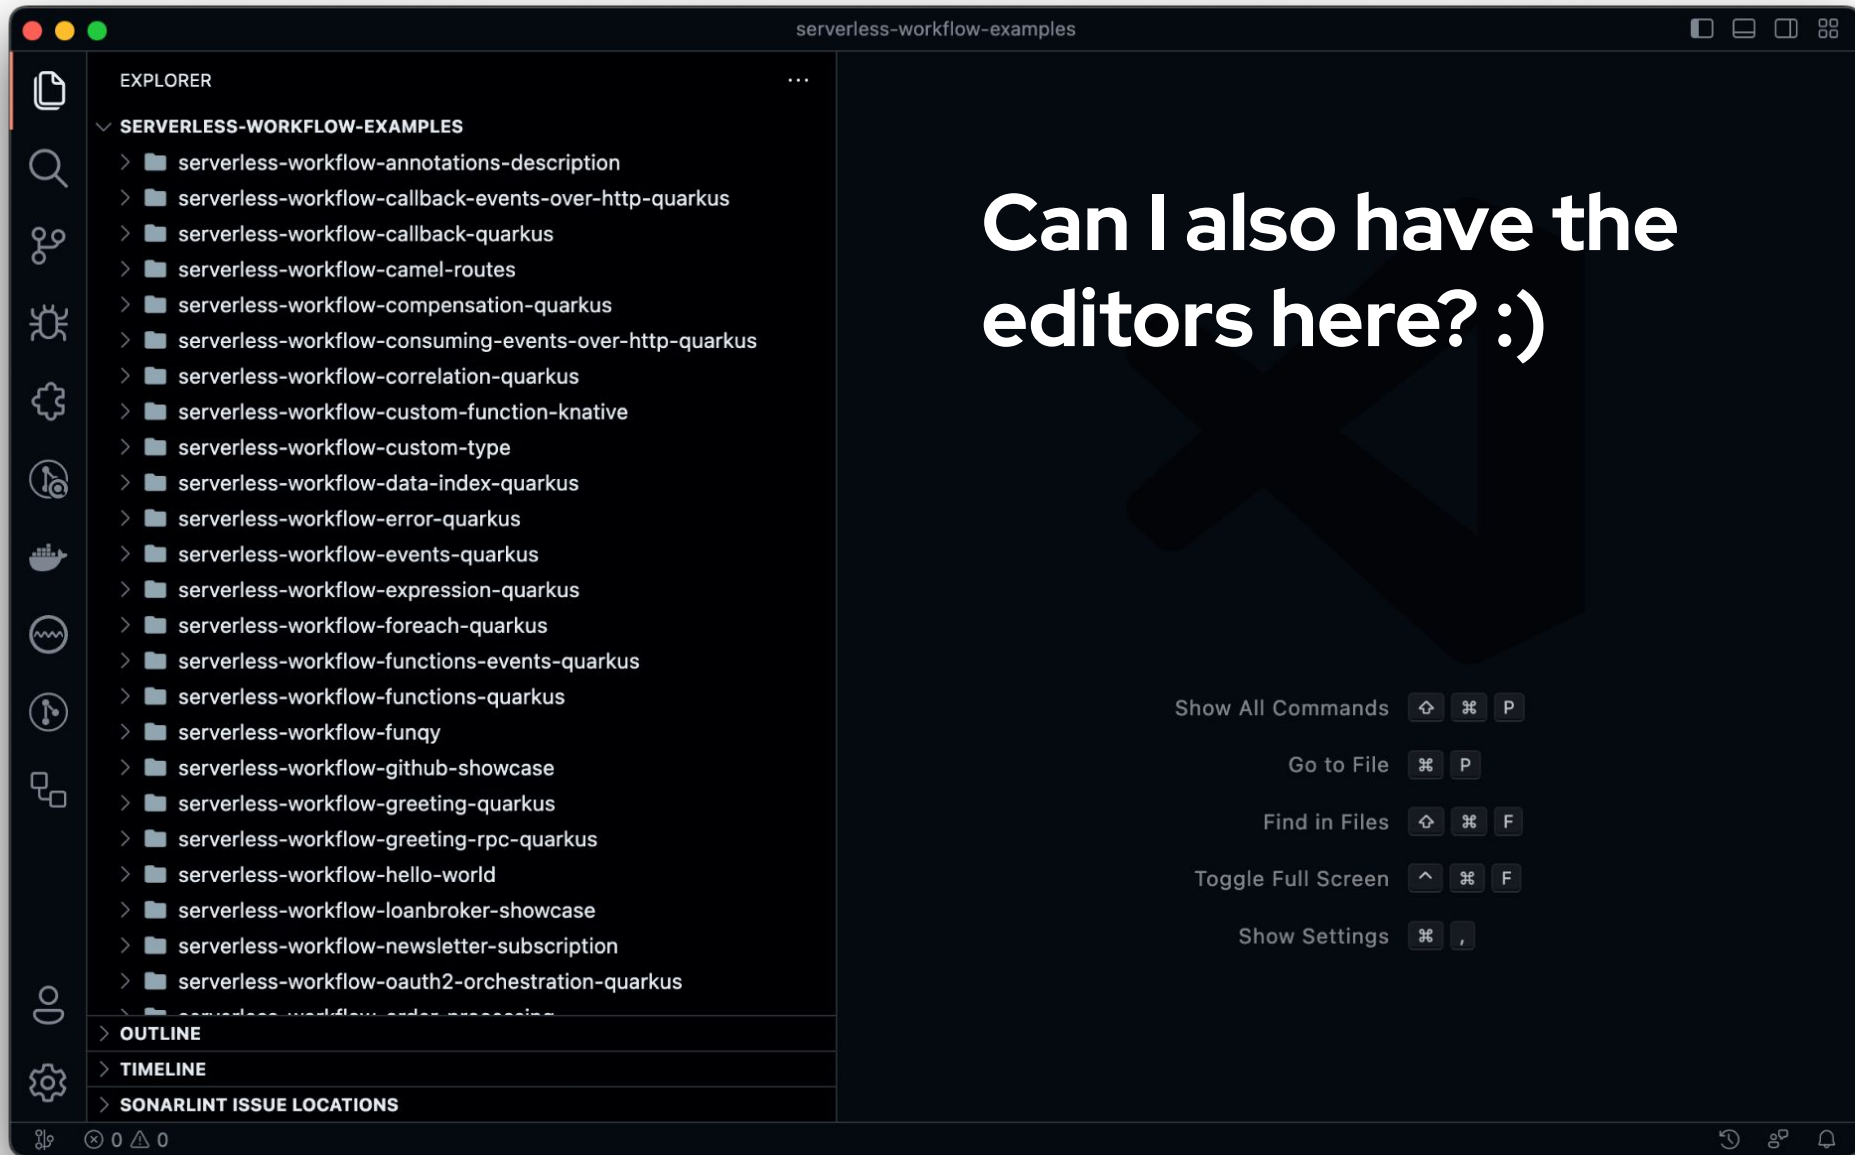 serverless-workflow-examples
EXPLORER
SERVERLESS-WORKFLOW-EXAMPLES
serverless-workflow-annotations-description
serverless-workflow-callback-events-over-http-quarkus
serverless-workflow-callback-quarkus
serverless-workflow-camel-routes
serverless-workflow-compensation-quarkus
serverless-workflow-consuming-events-over-http-quarkus
serverless-workflow-correlation-quarkus
serverless-workflow-custom-function-knative
serverless-workflow-custom-type
serverless-workflow-data-index-quarkus
serverless-workflow-error-quarkus
serverless-workflow-events-quarkus
serverless-workflow-expression-quarkus
serverless-workflow-foreach-quarkus
serverless-workflow-functions-events-quarkus
serverless-workflow-functions-quarkus
serverless-workflow-funqy
serverless-workflow-github-showcase
serverless-workflow-greeting-quarkus
serverless-workflow-greeting-rpc-quarkus
serverless-workflow-hello-world
serverless-workflow-loanbroker-showcase
serverless-workflow-newsletter-subscription
serverless-workflow-oauth2-orchestration-quarkus
serverless-workflow-order-processing
OUTLINE
TIMELINE
SONARLINT ISSUE LOCATIONS
0 0
Can I also have the
editors here? :)
Show All Commands ⇧ ⌘ P
Go to File ⌘ P
Find in Files ⇧ ⌘ F
Toggle Full Screen ^ ⌘ F
Show Settings ⌘ ,